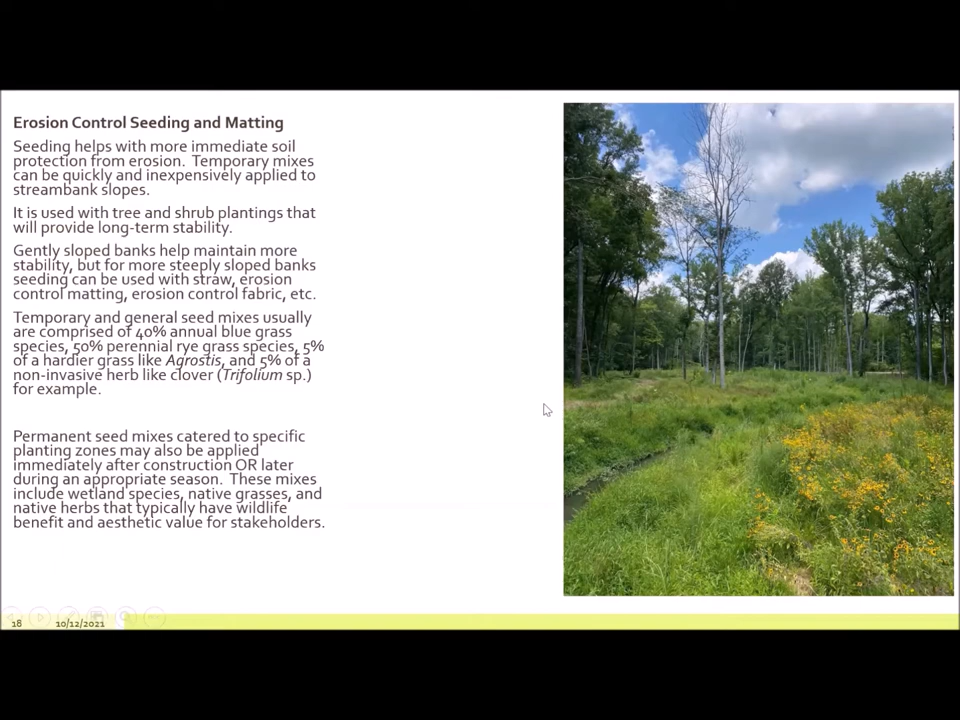 Erosion Control Seeding and Matting
Seeding helps with more immediate soil
protection from erosion.  Temporary mixes
can be quickly and inexpensively applied to
streambank slopes.
It is used with tree and shrub plantings that
will provide long-term stability.
Gently sloped banks help maintain more
stability, but for more steeply sloped banks
seeding can be used with straw, erosion
control matting, erosion control fabric, etc.
Temporary and general seed mixes usually
are comprised of 40% annual blue grass
species, 50% perennial rye grass species, 5%
of a hardier grass like Agrostis, and 5% of a
non-invasive herb like clover (Trifolium sp.)
for example.
Permanent seed mixes catered to specific
planting zones may also be applied
immediately after construction OR later
during an appropriate season.  These mixes
include wetland species, native grasses, and
native herbs that typically have wildlife
benefit and aesthetic value for stakeholders.
18 10/12/2021